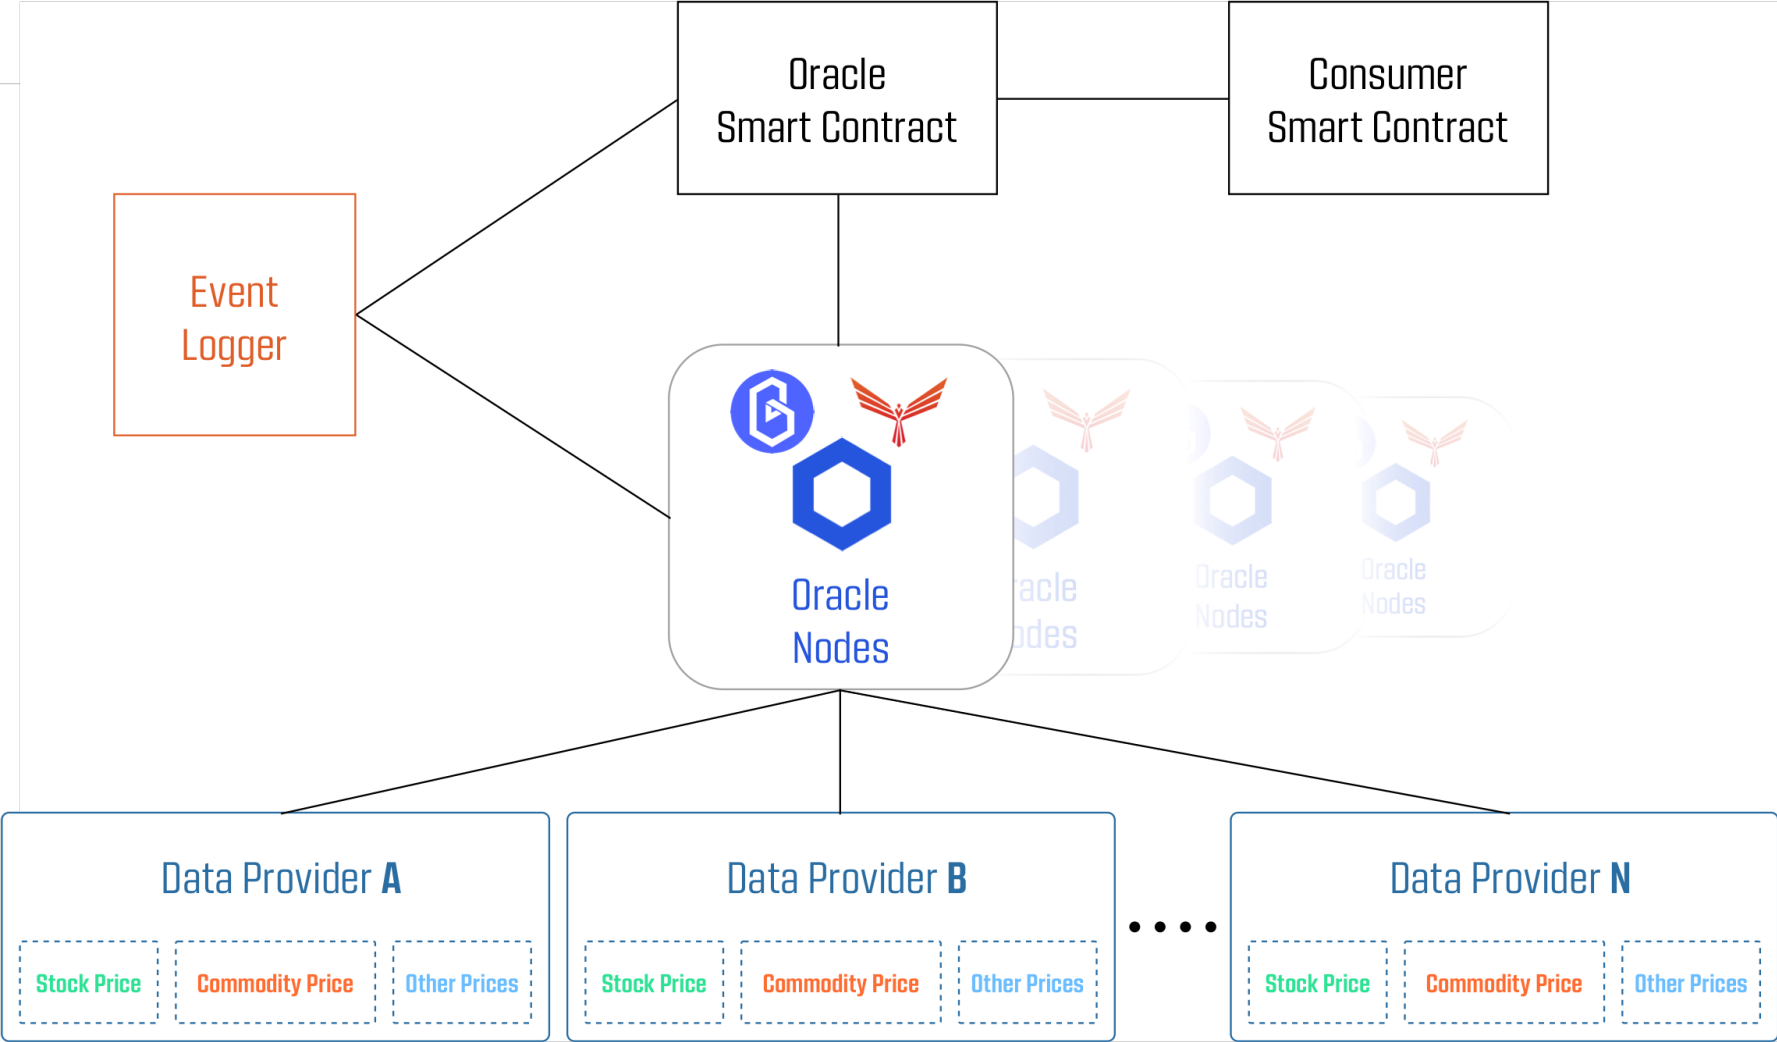 Oracle
Smart Contract
Consumer
Smart Contract
Event
Logger
Oracle
Nodes
racle
odes
Oracle
Nodes
Oracle
Nodes
Data Provider A
Stock Price
Commodity Price
Other Prices
Data Provider B
Stock Price
Commodity Price
Other Prices
Data Provider N
Stock Price
Commodity Price
Other Prices